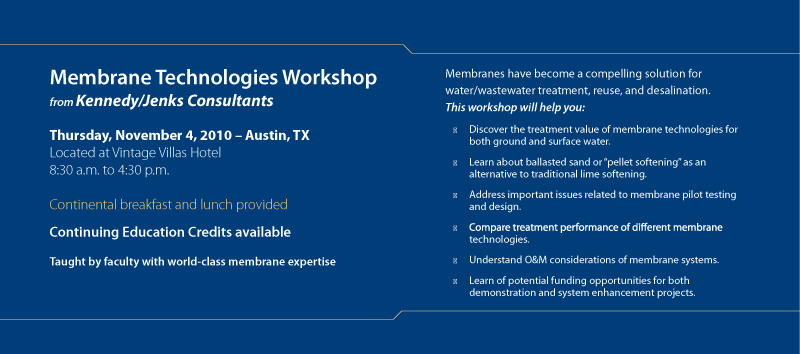 Membrane Technologies Workshop
from Kennedy/Jenks Consultants
Thursday, November 4, 2010 – Austin, TX
Located at Vintage Villas Hotel
8:30 a.m. to 4:30 p.m.
Continental breakfast and lunch provided
Continuing Education Credits available
Taught by faculty with world-class membrane expertise
Membranes have become a compelling solution for
water/wastewater treatment, reuse, and desalination.
This workshop will help you:
Discover the treatment value of membrane technologies for
both ground and surface water.
Learn about ballasted sand or “pellet softening” as an
alternative to traditional lime softening.
Address important issues related to membrane pilot testing
and design.
Compare treatment performance of different membrane
technologies.
Understand O&M considerations of membrane systems.
Learn of potential funding opportunities for both
demonstration and system enhancement projects.